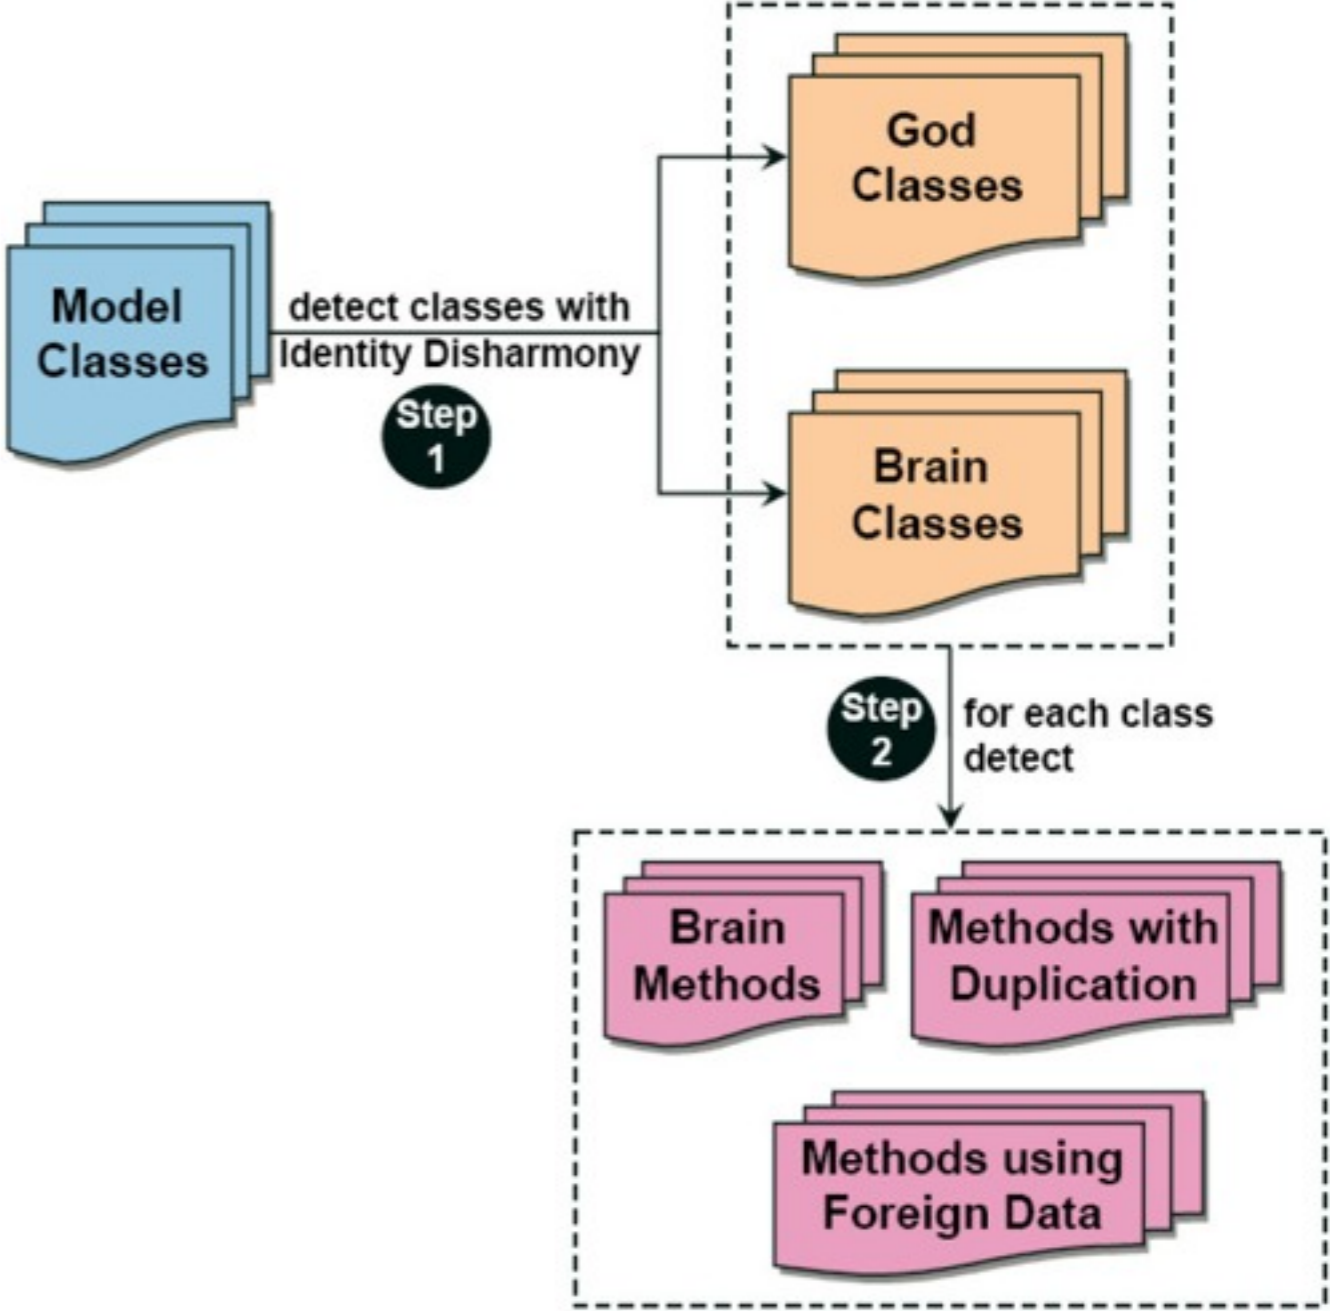 God
Classes
Model
Classes
detect classes with
Identity Disharmony
Step
1
Brain
Classes
Step
2
for each class
detect
Brain
Methods
Methods with
Duplication
Methods using
Foreign Data